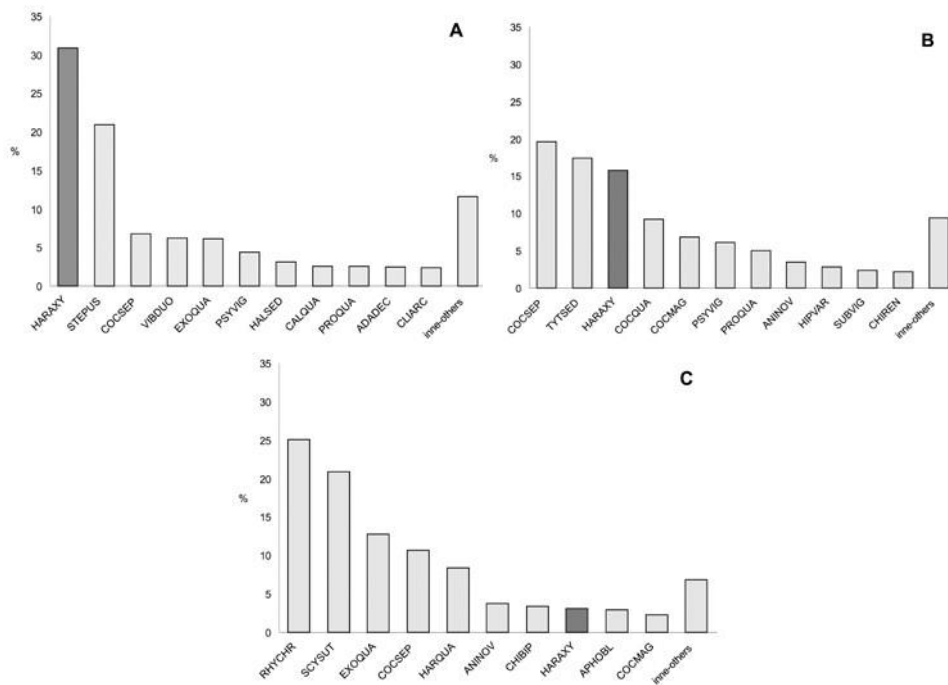 A
35
30
25
20
15
10
5
0
%
HARAXY
STEPUS
COCSEP
VIBDUO
EXOQUA
PSYVIG
HALSED
CALQUA
PROQUA
ADADEC
CLIARC
inne-others
B
35
30
25
20
15
10
5
0
%
COCSEP
TYTSED
HARAXY
COCQUA
COCMAG
PSYVIG
PROQUA
ANINOV
HIPVAR
SUBVIG
CHIREN
inne-others
C
35
30
25
20
15
10
5
0
%
RHYCHR
SCYSUT
EXOQUA
COCSEP
HARQUA
ANINOV
CHIBIP
HARAXY
APHOBL
COCMAG
inne-others